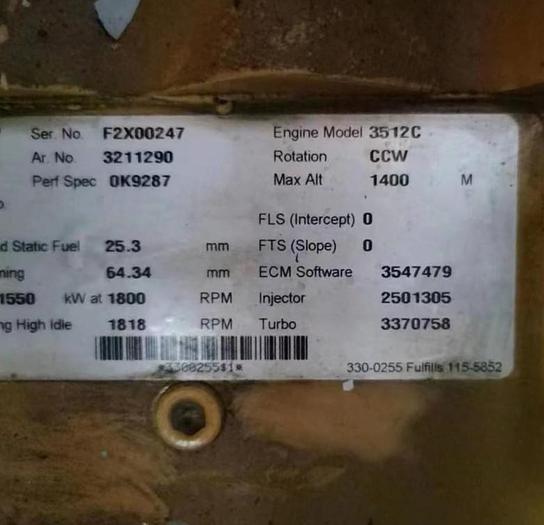 Ser. No. F2X00247 Engine Model 3512C
Ar. No. 3211290 Rotation CCW
Perf Spec 0K9287 Max Alt 1400 M
FLS (Intercept) 0
d Static Fuel 25.3 mm FTS (Slope) 0
ning 64.34 mm ECM Software 3547479
1550 kW at 1800 RPM Injector 2501305
ng High Idle 1818 RPM Turbo 3370758
330-0255 Fulfills 115-5852